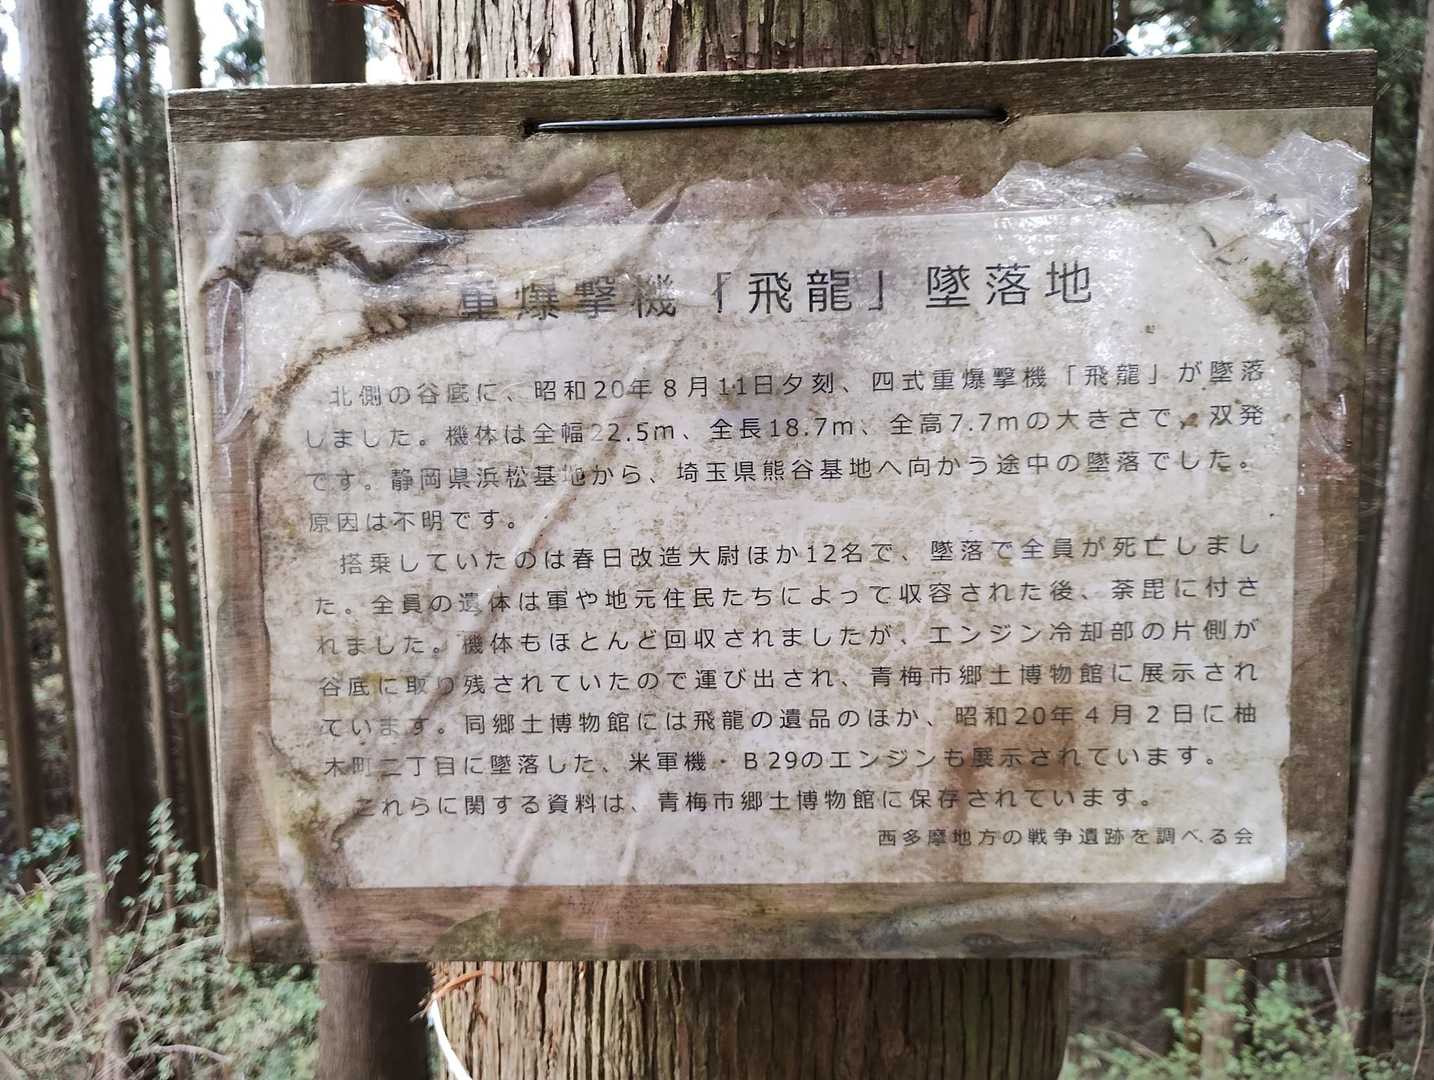 重爆撃機「飛龍」墜落地
北側の谷底に、昭和20年８月11日夕刻、四式重爆撃機「飛龍」が墜落
しました。機体は全幅22.5m、全長18.7m、全高7.7mの大きさで、双発
です。静岡県浜松基地から、埼玉県熊谷基地へ向かう途中の墜落でした。
原因は不明です。
搭乗していたのは春日改造大尉ほか12名で、墜落で全員が死亡しまし
た。全員の遺体は軍や地元住民たちによって収容された後、荼毘に付さ
れました。機体もほとんど回収されましたが、エンジン冷却部の片側が
谷底に取り残されていたので運び出され、青梅市郷土博物館に展示され
ています。同郷土博物館には飛龍の遺品のほか、昭和20年４月２日に柚
木町二丁目に墜落した、米軍機・Ｂ29のエンジンも展示されています。
これらに関する資料は、青梅市郷土博物館に保存されています。
西多摩地方の戦争遺跡を調べる会